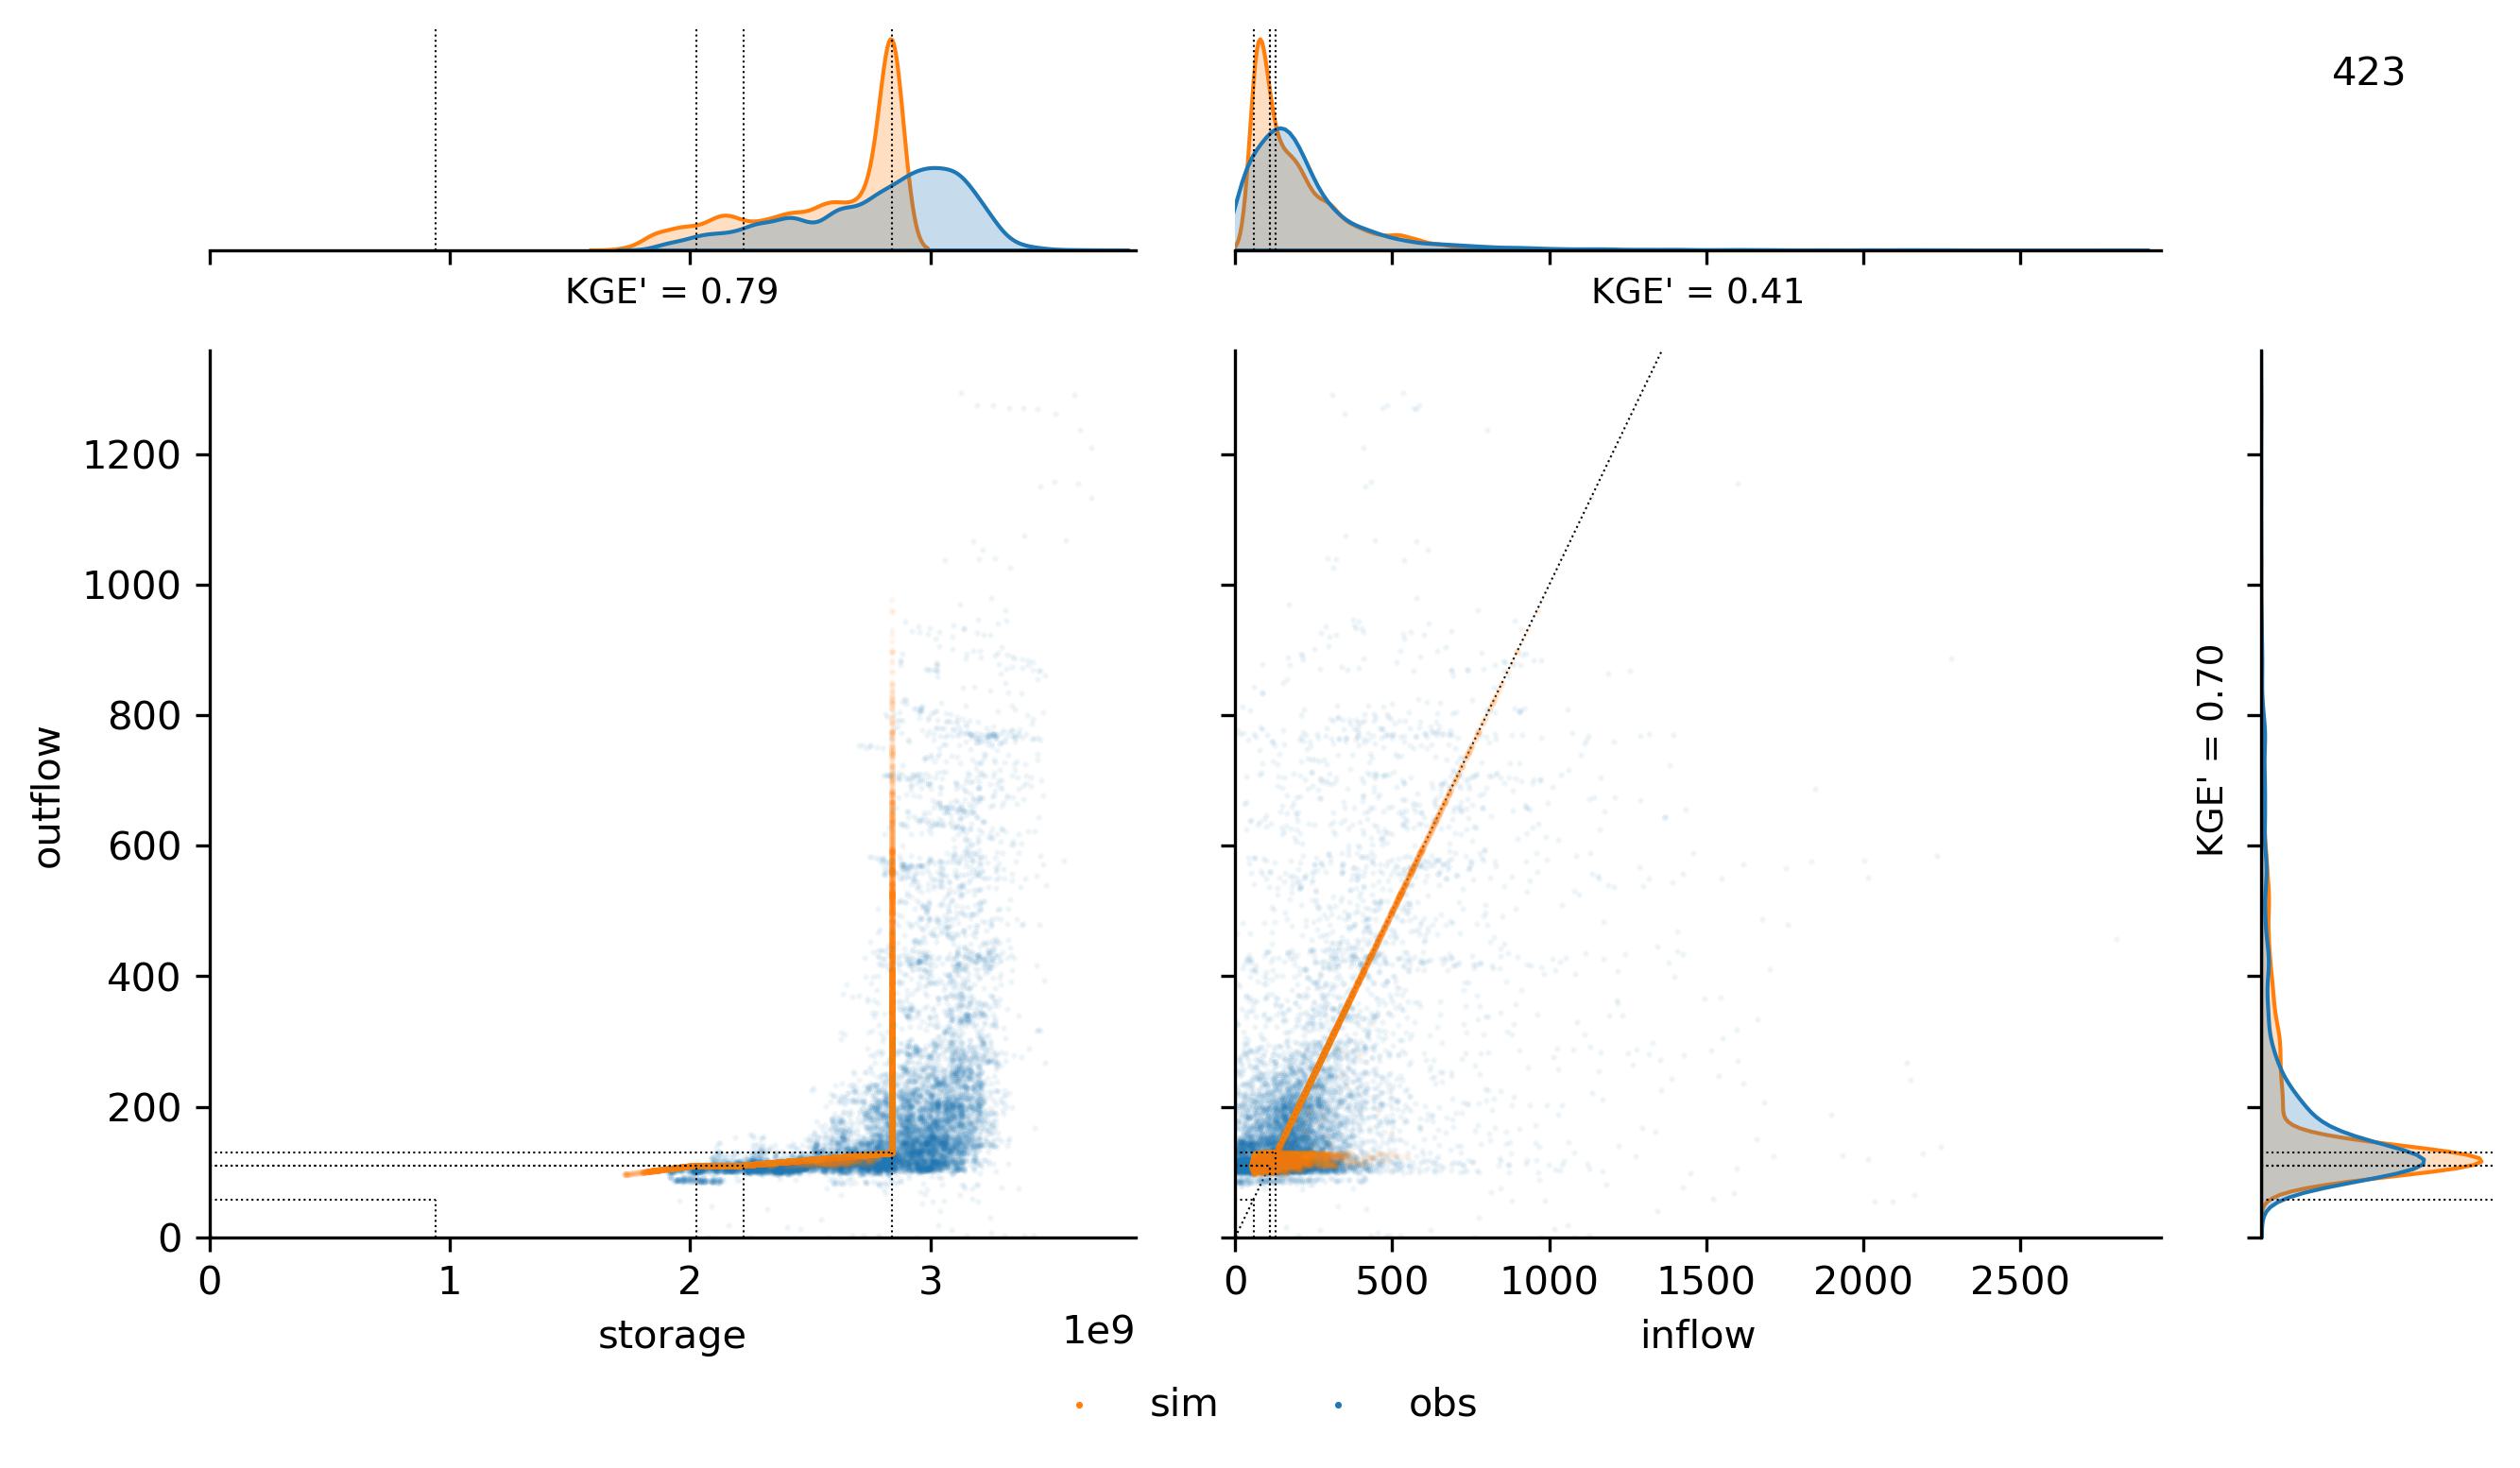 423
KGE' = 0.79
KGE' = 0.41
outflow
1200
1000
800
600
400
200
0
KGE' = 0.70
0 1 2 3
0 500 1000 1500 2000 2500
storage
1e9
inflow
sim obs